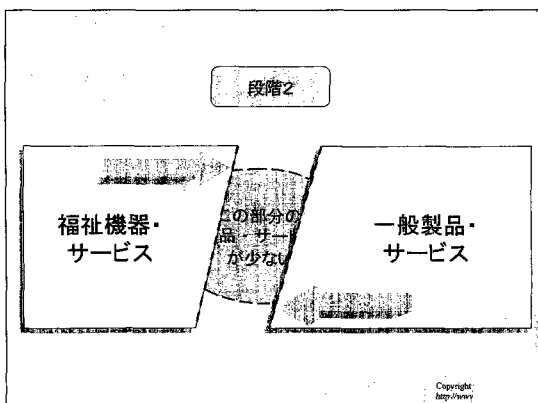 段階2
福祉機器・
サービス
の部分の
品・サー
が少ない
一般製品・
サービス
Copyright
http://www